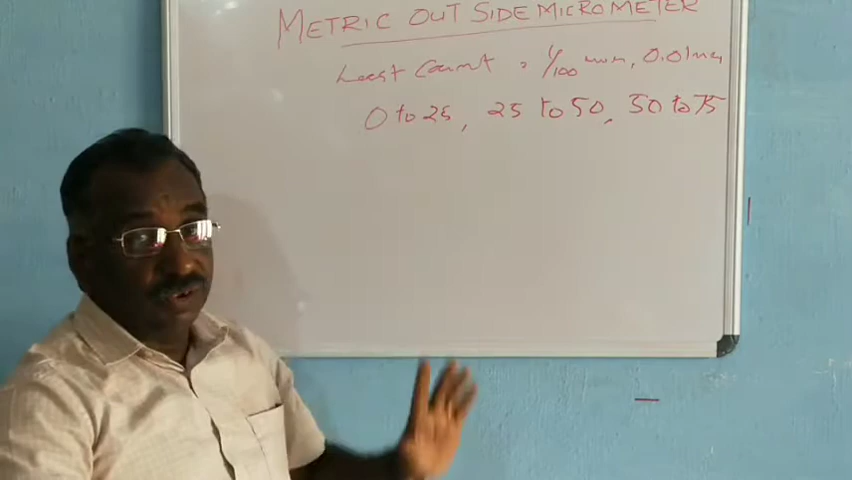 METRIC OUT SIDE MICROMETER
Least Count = 1/100 mm, 0.01mm
0 to 25, 25 to 50, 50 to 75